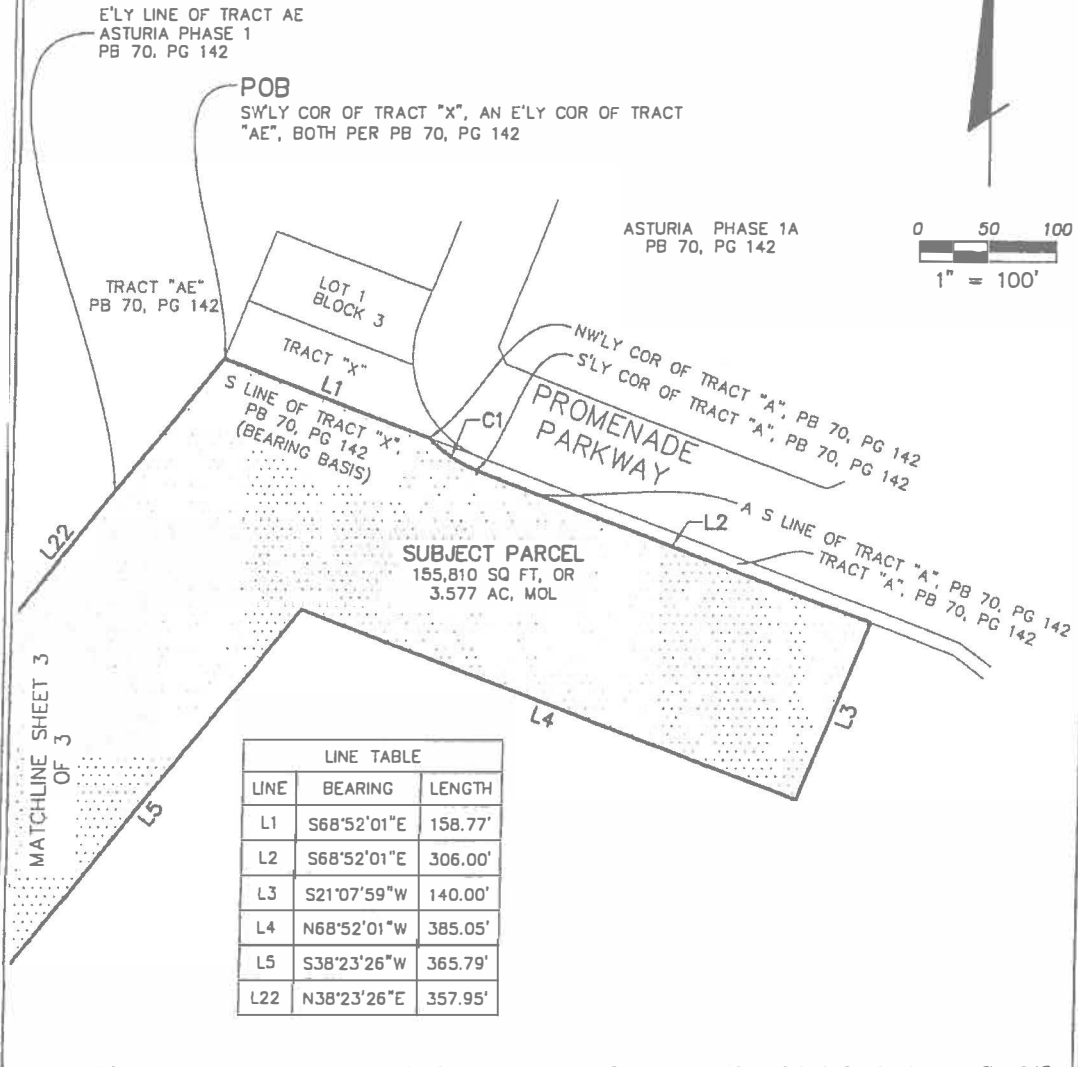 E'LY LINE OF TRACT AE
ASTURIA PHASE 1
PB 70, PG 142
POB
SW'LY COR OF TRACT "X", AN E'LY COR OF TRACT
"AE", BOTH PER PB 70, PG 142
ASTURIA PHASE 1A
PB 70, PG 142
0 50 100
1" = 100'
TRACT "AE"
PB 70, PG 142
LOT 1
BLOCK 3
TRACT "X"
L1
S LINE OF TRACT "X",
PB 70, PG 142
(BEARING BASIS)
NW'LY COR OF TRACT "A", PB 70, PG 142
S'LY COR OF TRACT "A", PB 70, PG 142
C1
PROMENADE
PARKWAY
A S LINE OF TRACT "A", PB 70, PG 142
TRACT "A", PB 70, PG 142
L2
L22
SUBJECT PARCEL
155,810 SQ FT, OR
3.577 AC, MOL
L3
L4
L5
MATCHLINE SHEET 3
OF 3
LINE TABLE
LINE BEARING LENGTH
L1 S68°52'01"E 158.77'
L2 S68°52'01"E 306.00'
L3 S21°07'59"W 140.00'
L4 N68°52'01"W 385.05'
L5 S38°23'26"W 365.79'
L22 N38°23'26"E 357.95'